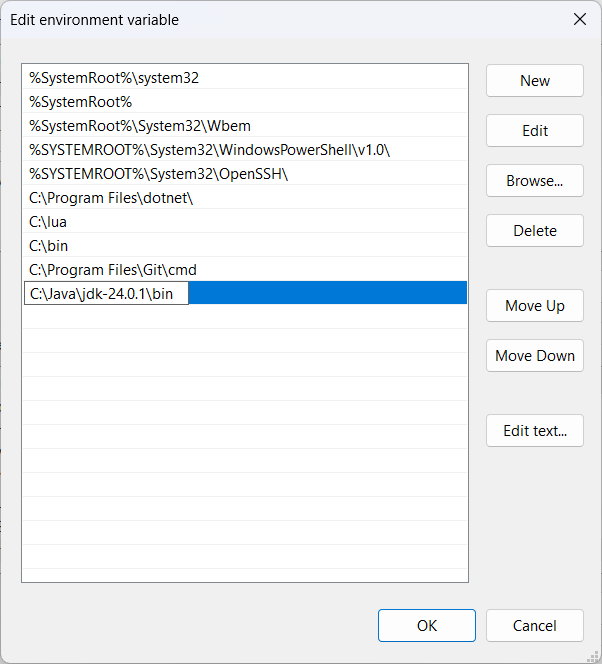 Edit environment variable
%SystemRoot%\system32
%SystemRoot%
%SystemRoot%\System32\Wbem
%SYSTEMROOT%\System32\WindowsPowerShell\v1.0\
%SYSTEMROOT%\System32\OpenSSH\
C:\Program Files\dotnet\
C:\lua
C:\bin
C:\Program Files\Git\cmd
C:\Java\jdk-24.0.1\bin
New
Edit
Browse...
Delete
Move Up
Move Down
Edit text...
OK
Cancel